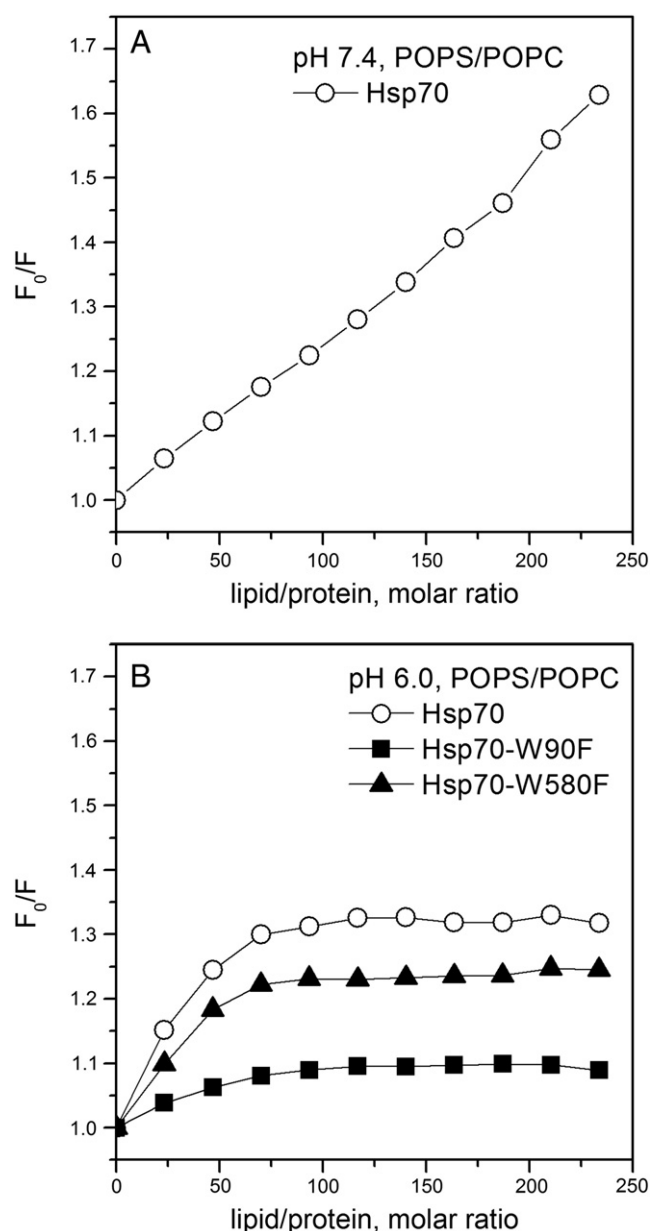 A
pH 7.4, POPS/POPC
Hsp70
1.7
1.6
1.5
1.4
1.3
1.2
1.1
1.0
F0/F
0 50 100 150 200 250
lipid/protein, molar ratio
B
pH 6.0, POPS/POPC
Hsp70
Hsp70-W90F
Hsp70-W580F
1.7
1.6
1.5
1.4
1.3
1.2
1.1
1.0
F0/F
0 50 100 150 200 250
lipid/protein, molar ratio